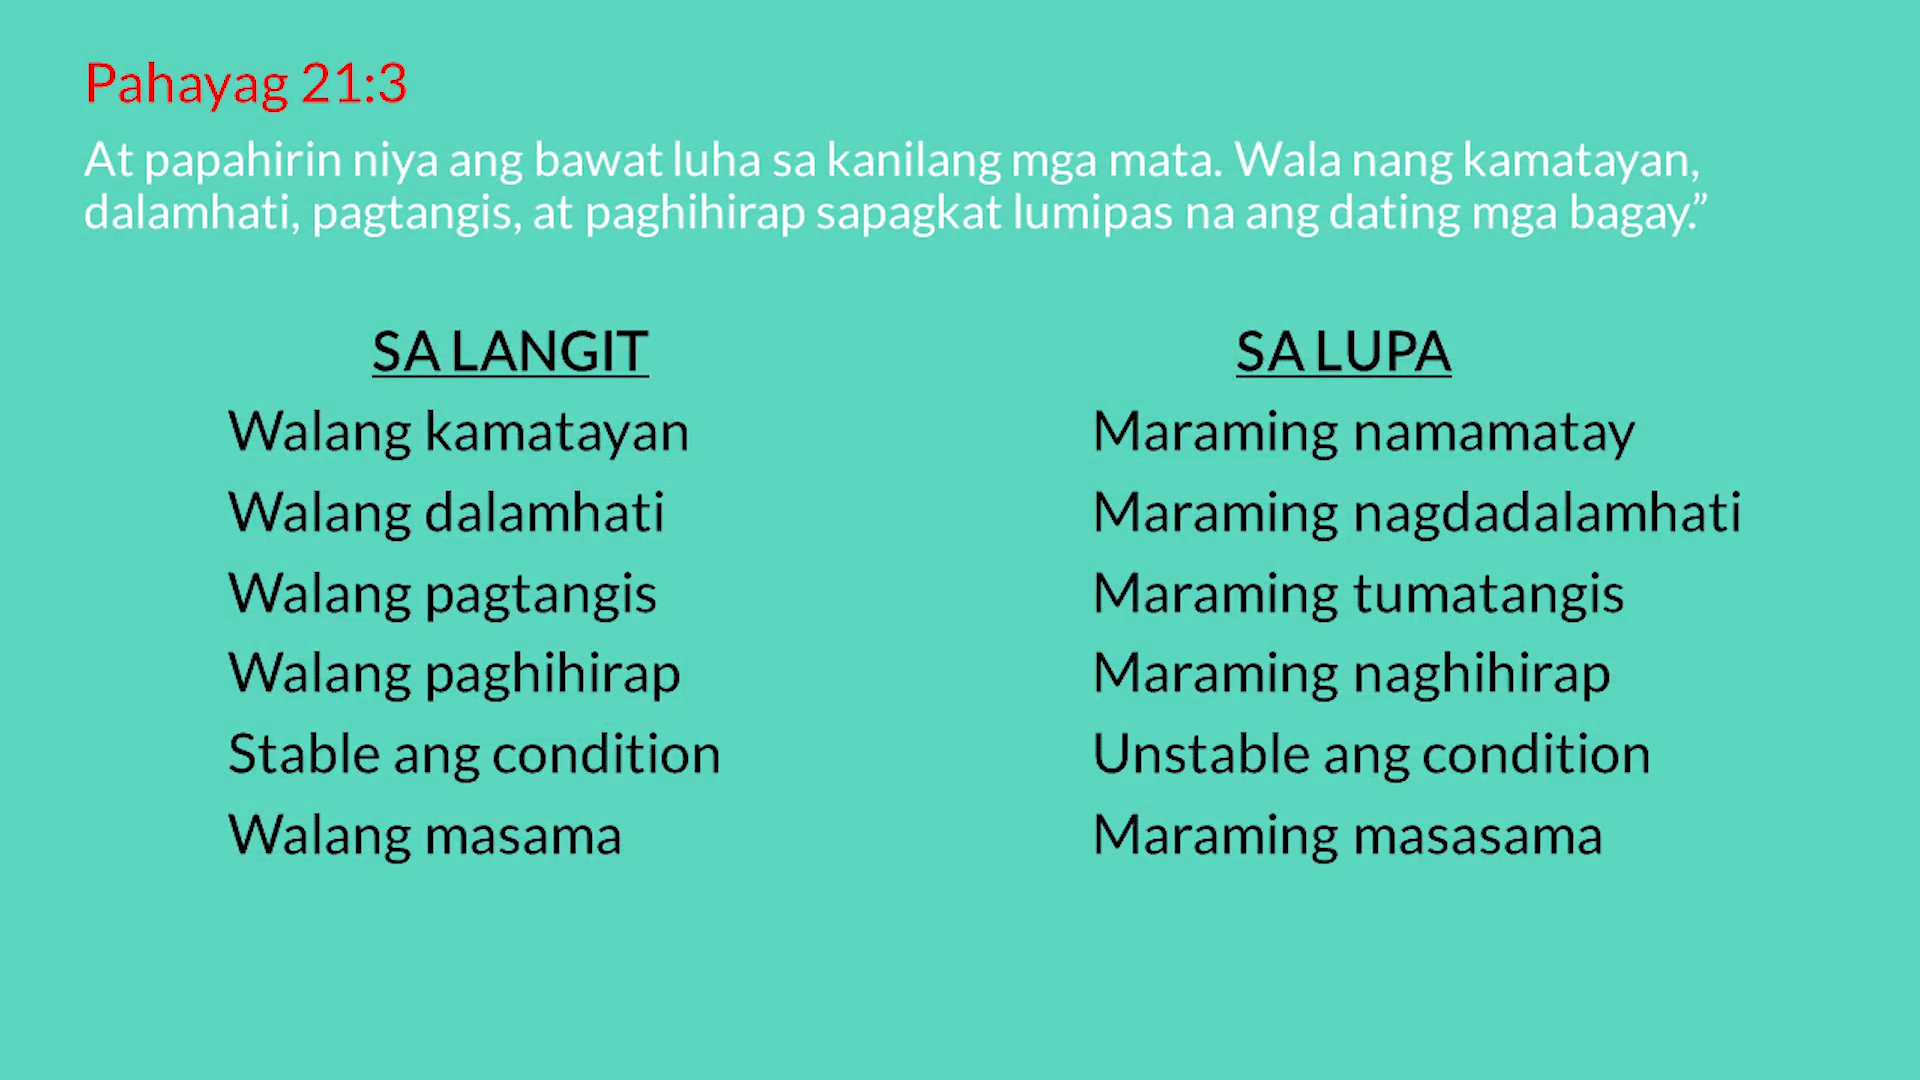 Pahayag 21:3
At papahirin niya ang bawat luha sa kanilang mga mata. Wala nang kamatayan,
dalamhati, pagtangis, at paghihirap sapagkat lumipas na ang dating mga bagay.”
SA LANGIT
Walang kamatayan
Walang dalamhati
Walang pagtangis
Walang paghihirap
Stable ang condition
Walang masama
SA LUPA
Maraming namamatay
Maraming nagdadalamhati
Maraming tumatangis
Maraming naghihirap
Unstable ang condition
Maraming masasama